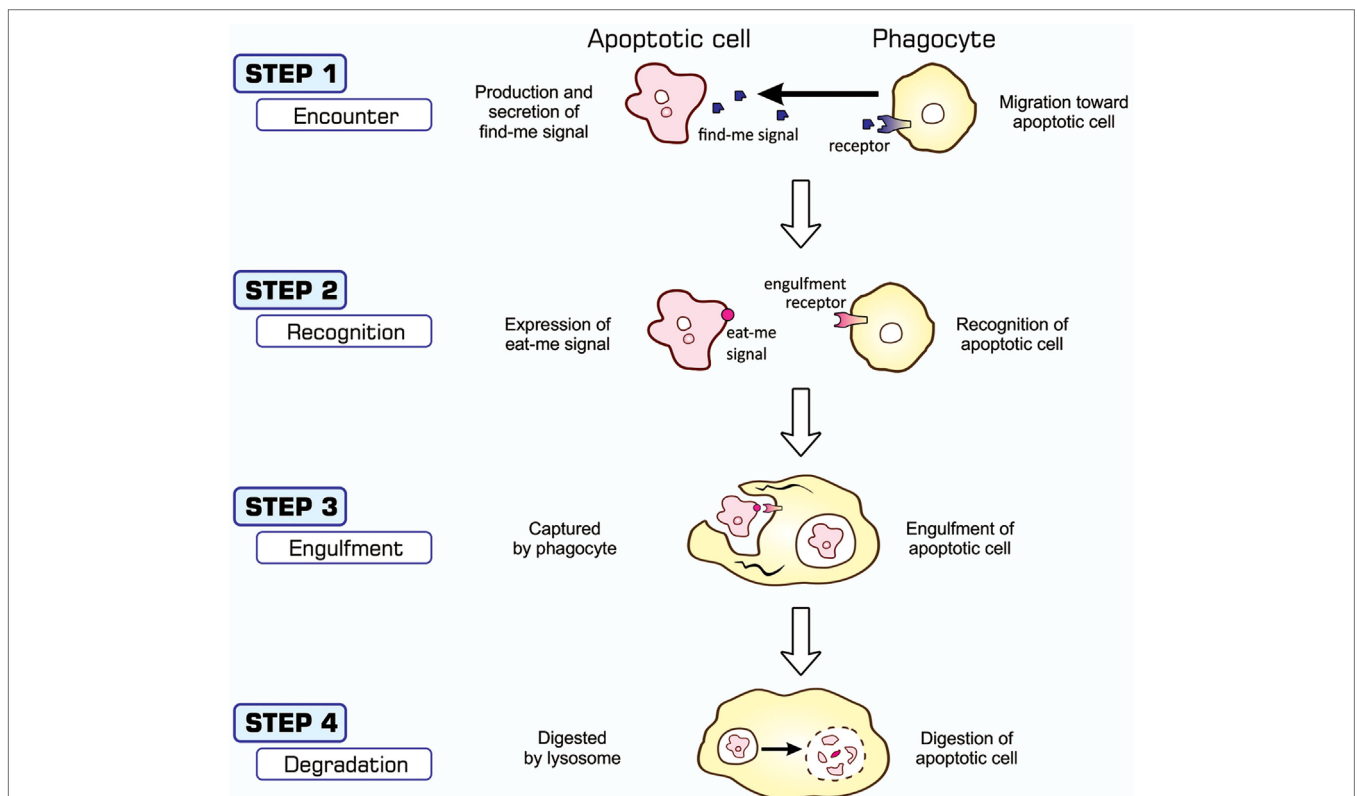 Apoptotic cell
Phagocyte
STEP 1
Encounter
Production and
secretion of
find-me signal
find-me signal
receptor
Migration toward
apoptotic cell
STEP 2
Recognition
Expression of
eat-me signal
eat-me
signal
engulfment
receptor
Recognition of
apoptotic cell
STEP 3
Engulfment
Captured
by phagocyte
Engulfment of
apoptotic cell
STEP 4
Degradation
Digested
by lysosome
Digestion of
apoptotic cell